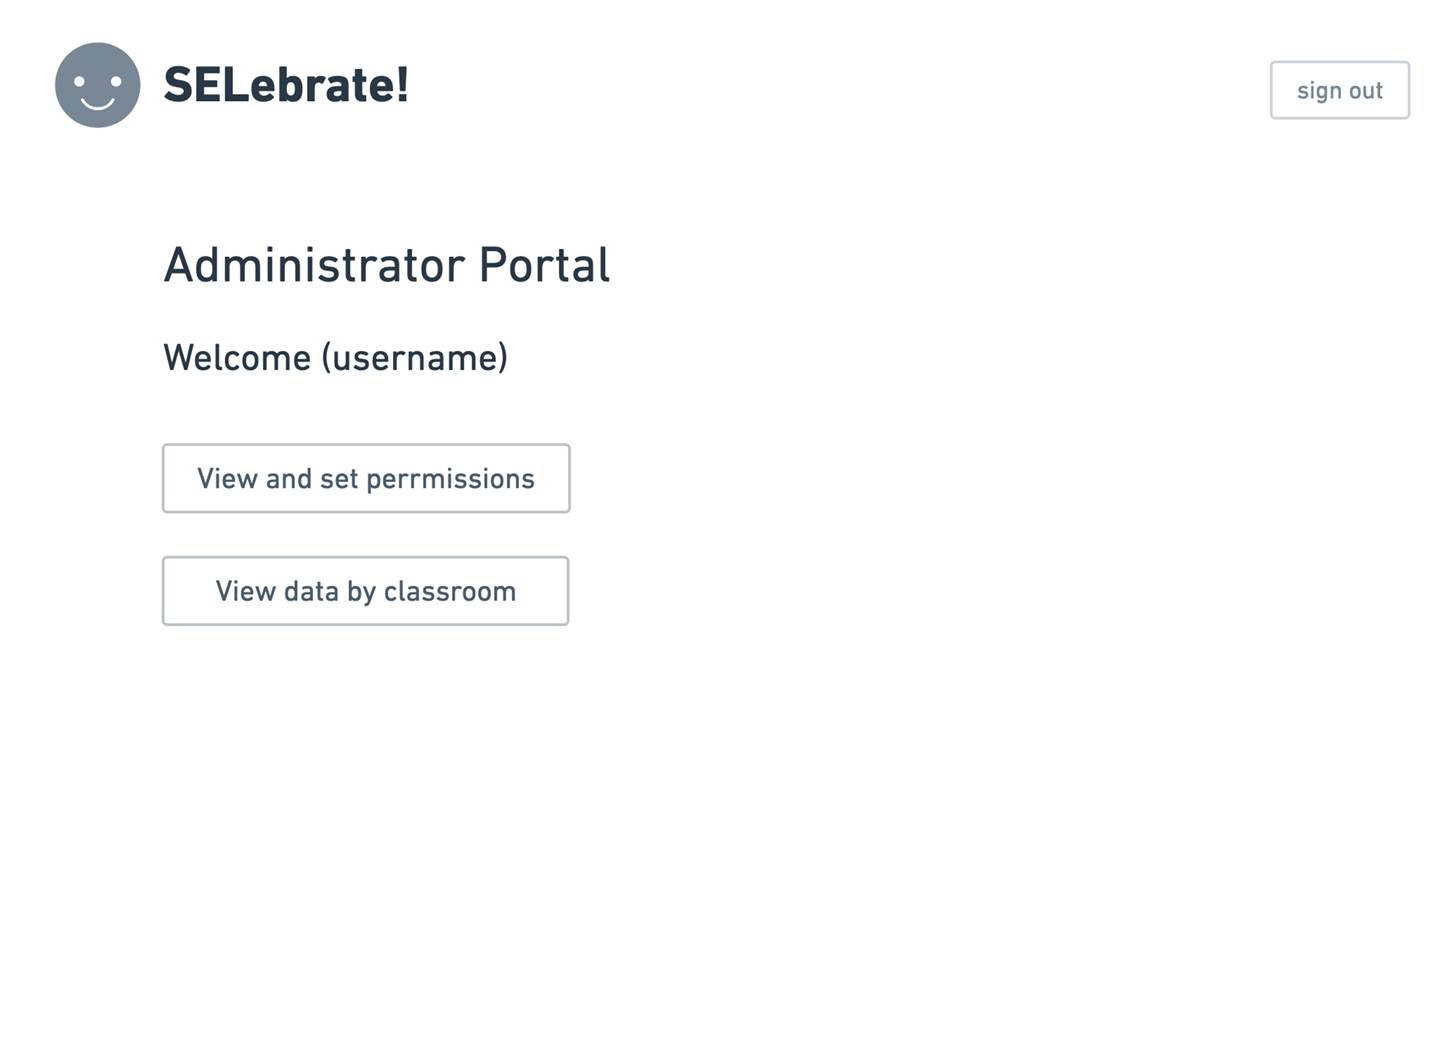 SELebrate!
sign out
Administrator Portal
Welcome (username)
View and set perrmissions
View data by classroom